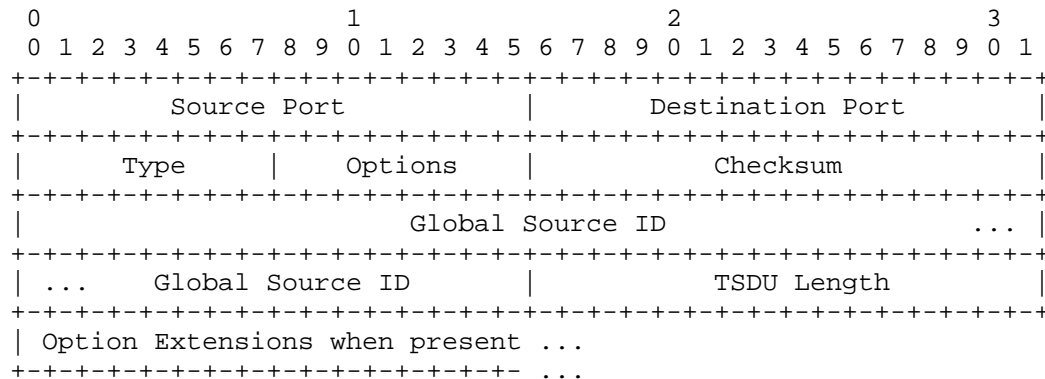 0                   1                   2                   3
 0 1 2 3 4 5 6 7 8 9 0 1 2 3 4 5 6 7 8 9 0 1 2 3 4 5 6 7 8 9 0 1
+-+-+-+-+-+-+-+-+-+-+-+-+-+-+-+-+-+-+-+-+-+-+-+-+-+-+-+-+-+-+-+-+
|         Source Port           |       Destination Port        |
+-+-+-+-+-+-+-+-+-+-+-+-+-+-+-+-+-+-+-+-+-+-+-+-+-+-+-+-+-+-+-+-+
|      Type     |    Options    |           Checksum            |
+-+-+-+-+-+-+-+-+-+-+-+-+-+-+-+-+-+-+-+-+-+-+-+-+-+-+-+-+-+-+-+-+
|                        Global Source ID                   ... |
+-+-+-+-+-+-+-+-+-+-+-+-+-+-+-+-+-+-+-+-+-+-+-+-+-+-+-+-+-+-+-+-+
| ...    Global Source ID       |           TSDU Length         |
+-+-+-+-+-+-+-+-+-+-+-+-+-+-+-+-+-+-+-+-+-+-+-+-+-+-+-+-+-+-+-+-+
| Option Extensions when present ...
+-+-+-+-+-+-+-+-+-+-+-+-+-+-+-+- ...